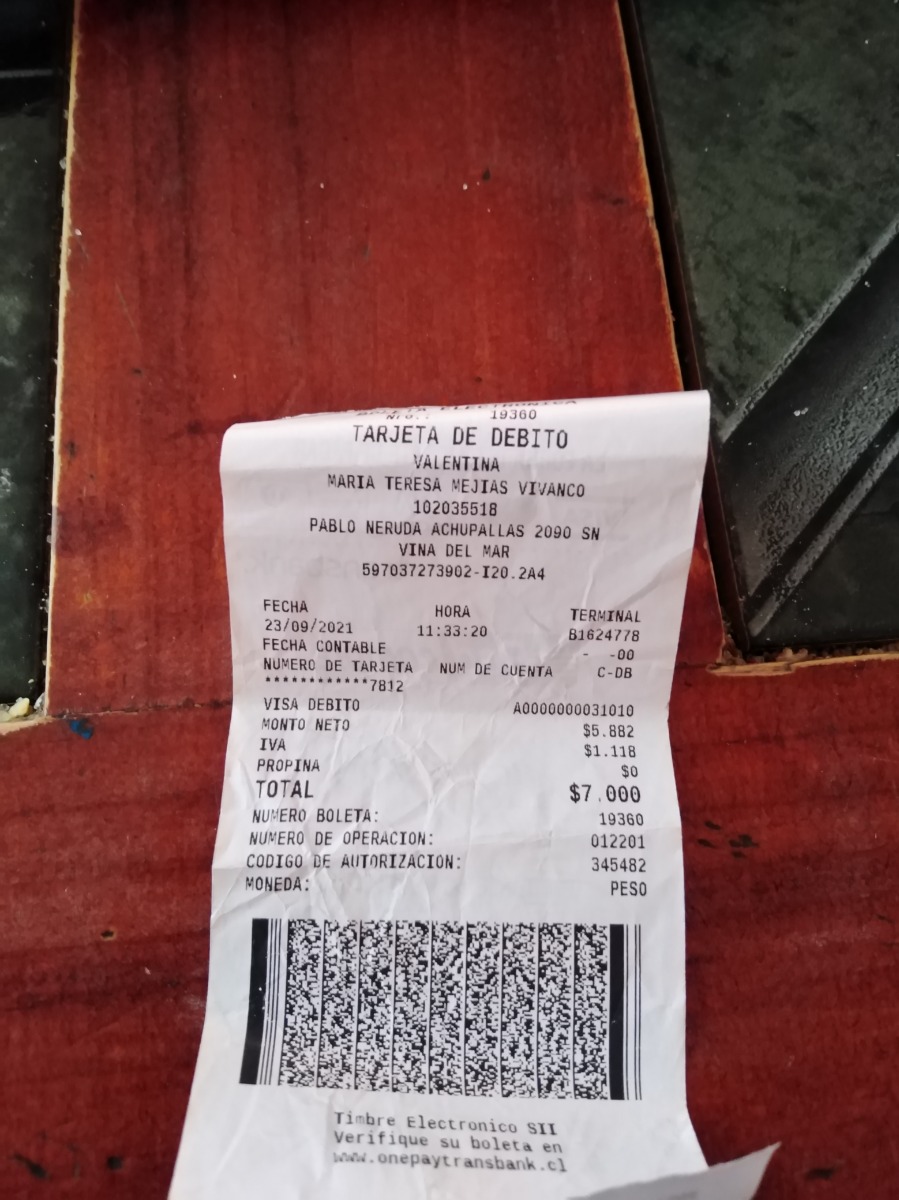 BOLETA ELECTRONICA
Nro.: 19360
TARJETA DE DEBITO
VALENTINA
MARIA TERESA MEJIAS VIVANCO
102035518
PABLO NERUDA ACHUPALLAS 2090 SN
VINA DEL MAR
597037273902-I20.2A4
FECHA HORA TERMINAL
23/09/2021 11:33:20 B1624778
FECHA CONTABLE - -00
NUMERO DE TARJETA NUM DE CUENTA C-DB
************7812
VISA DEBITO A0000000031010
MONTO NETO $5.882
IVA $1.118
PROPINA $0
TOTAL $7.000
NUMERO BOLETA: 19360
NUMERO DE OPERACION: 012201
CODIGO DE AUTORIZACION: 345482
MONEDA: PESO
Timbre Electronico SII
Verifique su boleta en
www.onepaytransbank.cl